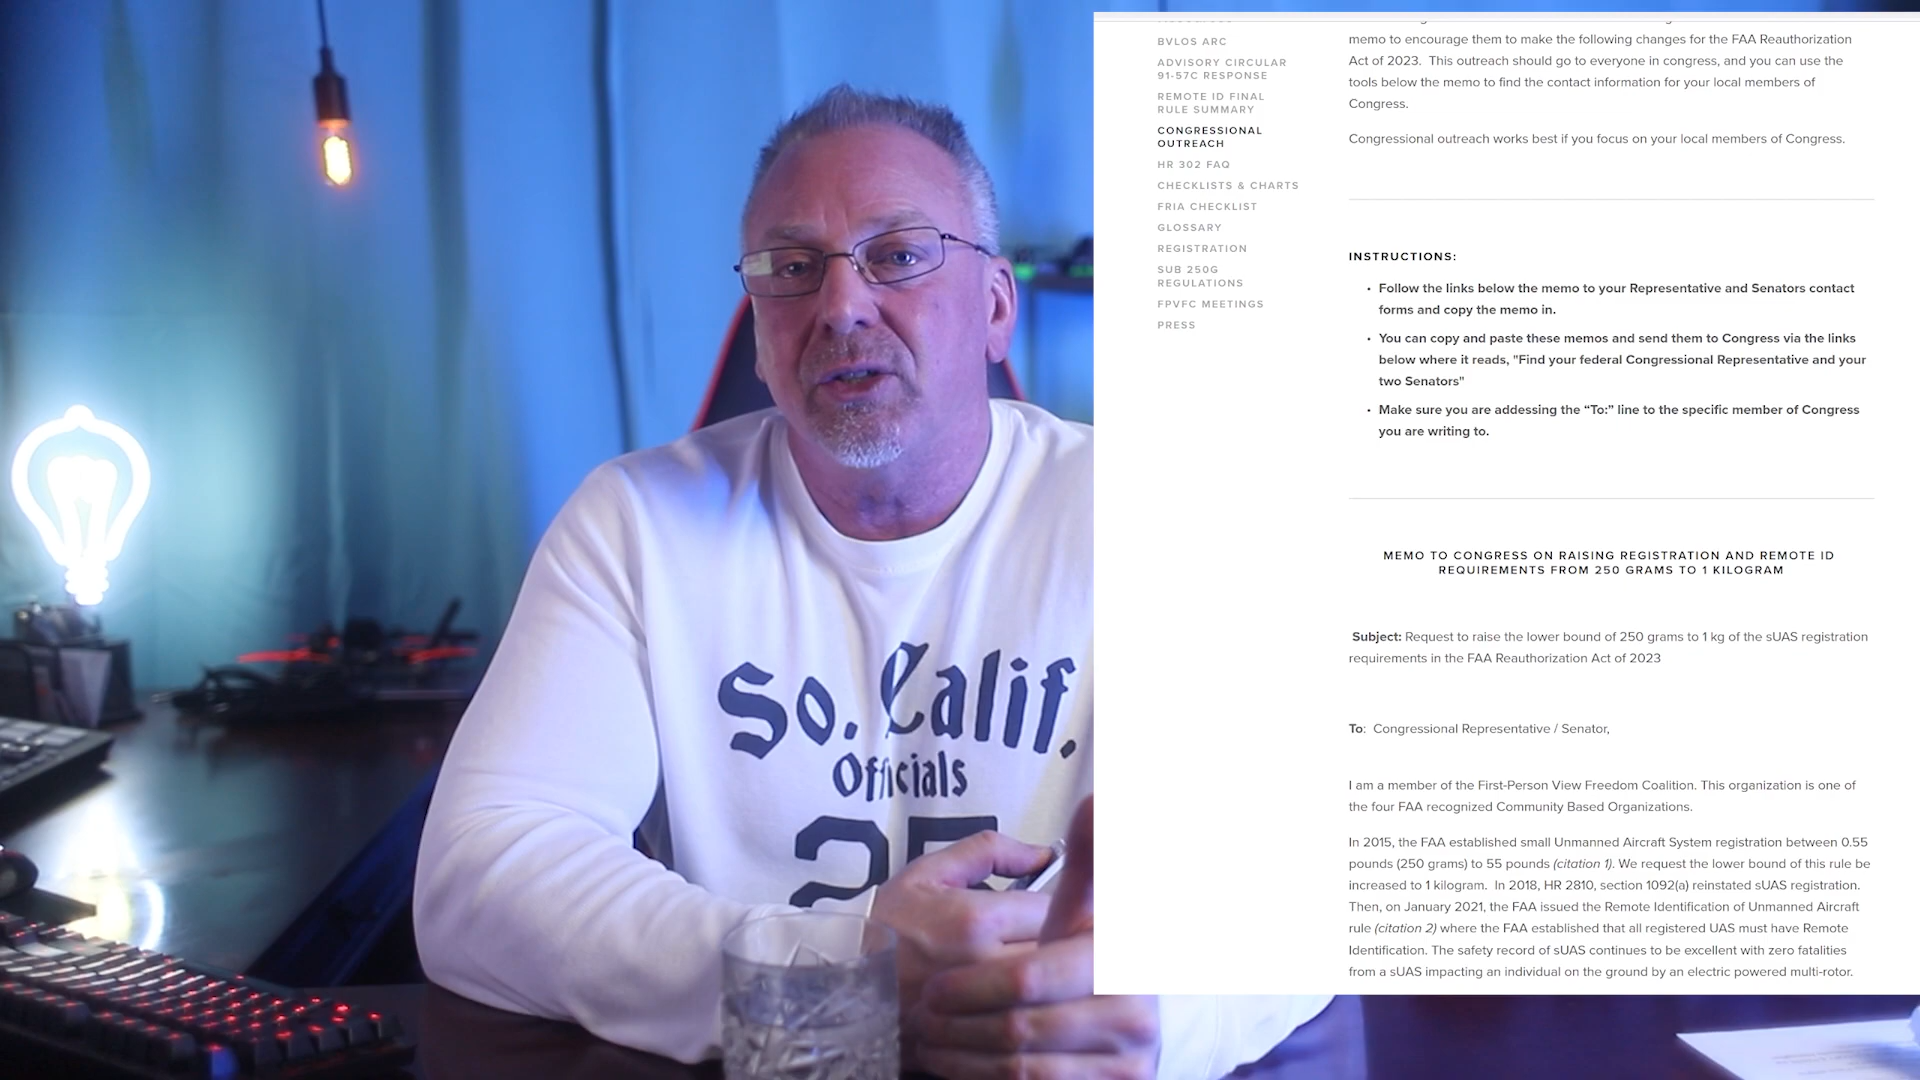 BVLOS ARC
ADVISORY CIRCULAR
91-57C RESPONSE
REMOTE ID FINAL
RULE SUMMARY
CONGRESSIONAL
OUTREACH
HR 302 FAQ
CHECKLISTS & CHARTS
FRIA CHECKLIST
GLOSSARY
REGISTRATION
SUB 250G
REGULATIONS
FPVFC MEETINGS
PRESS
memo to encourage them to make the following changes for the FAA Reauthorization
Act of 2023.  This outreach should go to everyone in congress, and you can use the
tools below the memo to find the contact information for your local members of
Congress.
Congressional outreach works best if you focus on your local members of Congress.
INSTRUCTIONS:
• Follow the links below the memo to your Representative and Senators contact
forms and copy the memo in.
• You can copy and paste these memos and send them to Congress via the links
below where it reads, "Find your federal Congressional Representative and your
two Senators"
• Make sure you are addressing the “To:” line to the specific member of Congress
you are writing to.
MEMO TO CONGRESS ON RAISING REGISTRATION AND REMOTE ID
REQUIREMENTS FROM 250 GRAMS TO 1 KILOGRAM
Subject: Request to raise the lower bound of 250 grams to 1 kg of the sUAS registration
requirements in the FAA Reauthorization Act of 2023
To:  Congressional Representative / Senator,
I am a member of the First-Person View Freedom Coalition. This organization is one of
the four FAA recognized Community Based Organizations.
In 2015, the FAA established small Unmanned Aircraft System registration between 0.55
pounds (250 grams) to 55 pounds (citation 1). We request the lower bound of this rule be
increased to 1 kilogram.  In 2018, HR 2810, section 1092(a) reinstated sUAS registration.
Then, on January 2021, the FAA issued the Remote Identification of Unmanned Aircraft
rule (citation 2) where the FAA established that all registered UAS must have Remote
Identification. The safety record of sUAS continues to be excellent with zero fatalities
from a sUAS impacting an individual on the ground by an electric powered multi-rotor.
So. Calif.
Officials